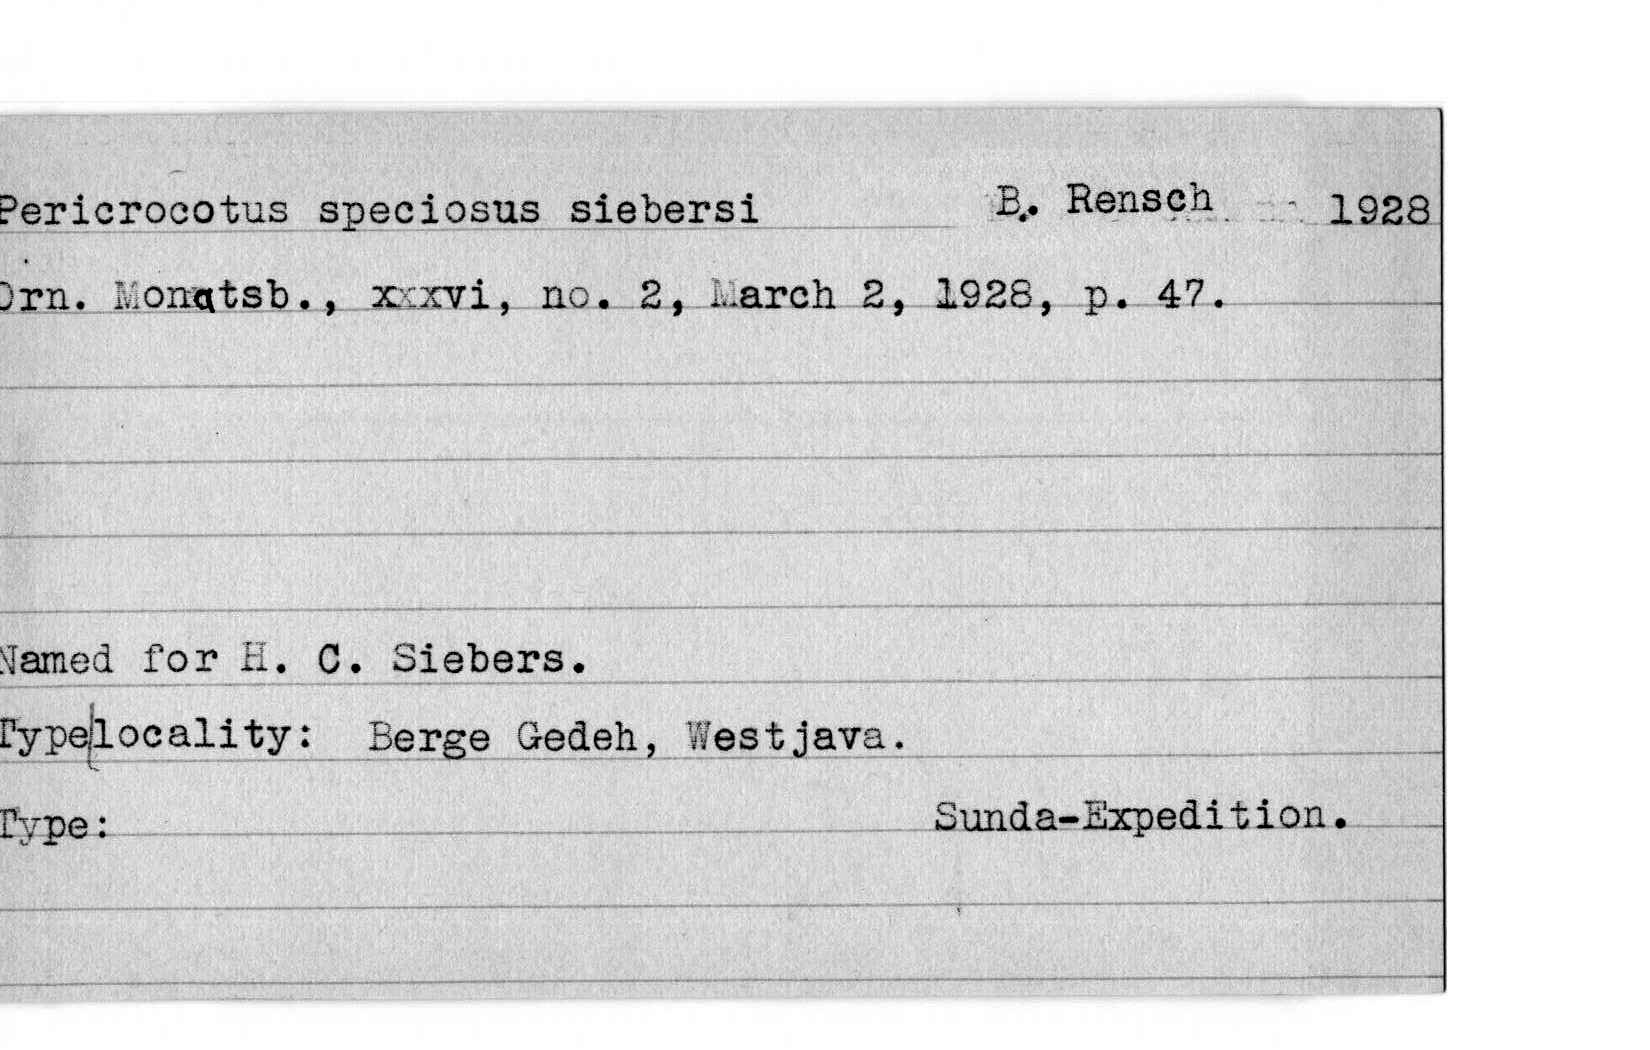 Pericrocotus speciosus siebersi B. Rensch 1928
Orn. Monatsb., xxxvi, no. 2, March 2, 1928, p. 47.
Named for H. C. Siebers.
Type locality: Berge Gedeh, Westjava.
Type: Sunda-Expedition.